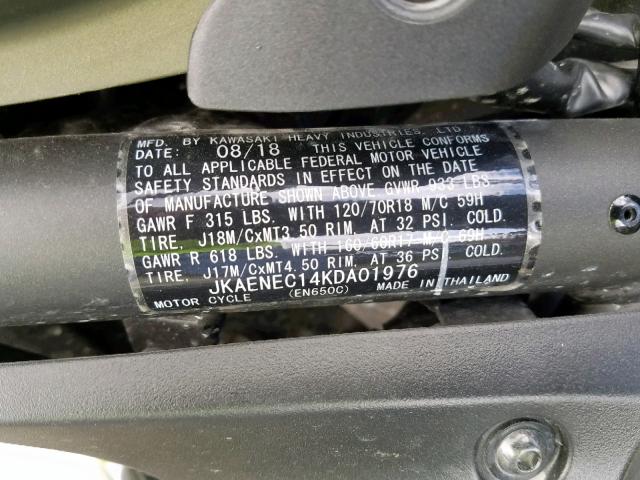 MFD. BY KAWASAKI HEAVY INDUSTRIES, LTD.
DATE: 08/18 THIS VEHICLE CONFORMS
TO ALL APPLICABLE FEDERAL MOTOR VEHICLE
SAFETY STANDARDS IN EFFECT ON THE DATE
OF MANUFACTURE SHOWN ABOVE GVWR 933 LBS
GAWR F 315 LBS. WITH 120/70R18 M/C 59H
TIRE, J18M/CxMT3.50 RIM. AT 32 PSI. COLD.
GAWR R 618 LBS. WITH 160/60R17 M/C 69H
TIRE, J17M/CxMT4.50 RIM. AT 36 PSI. COLD.
JKAENEC14KDA01976
MOTOR CYCLE (EN650C) MADE IN THAILAND